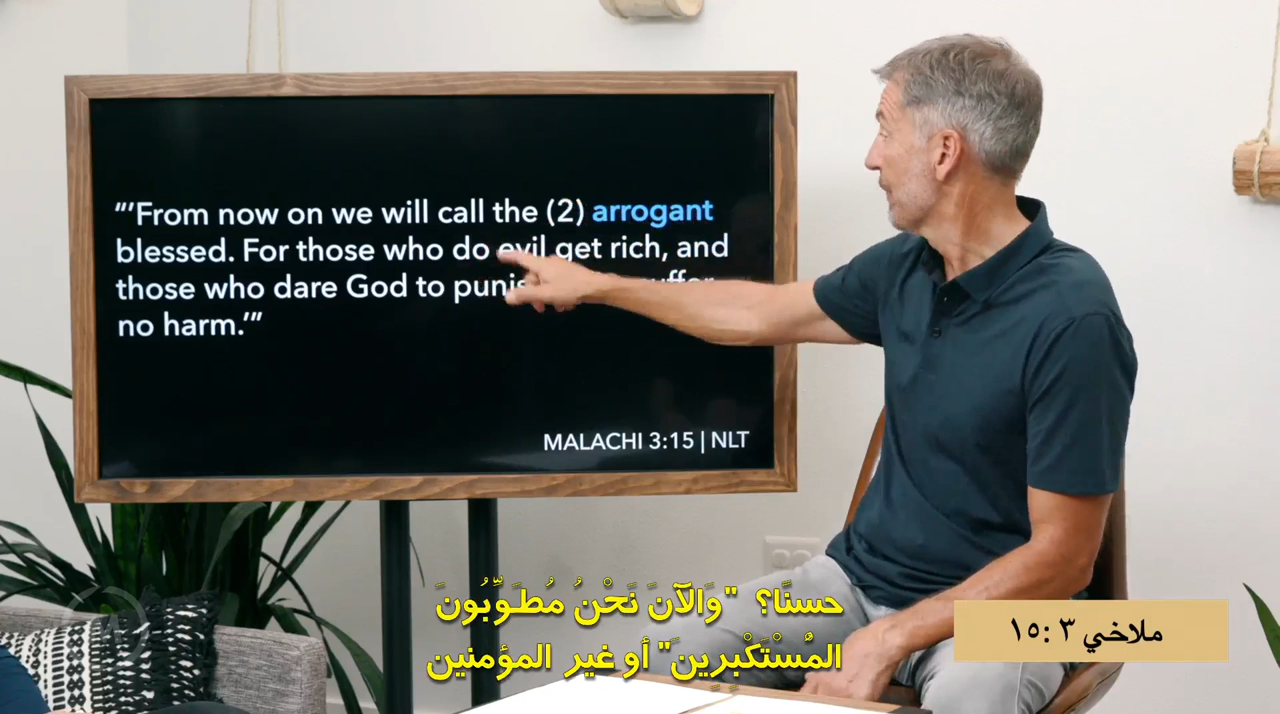 “‘From now on we will call the (2) arrogant
blessed. For those who do evil get rich, and
those who dare God to
no harm.’”
MALACHI 3:15 | NLT
حسنًا؟ "وَالآنَ نَحْنُ مُطَوِّبُونَ
المُسْتَكْبِرِينَ" أو غير المؤمنين
ملاخي ٣ :١٥